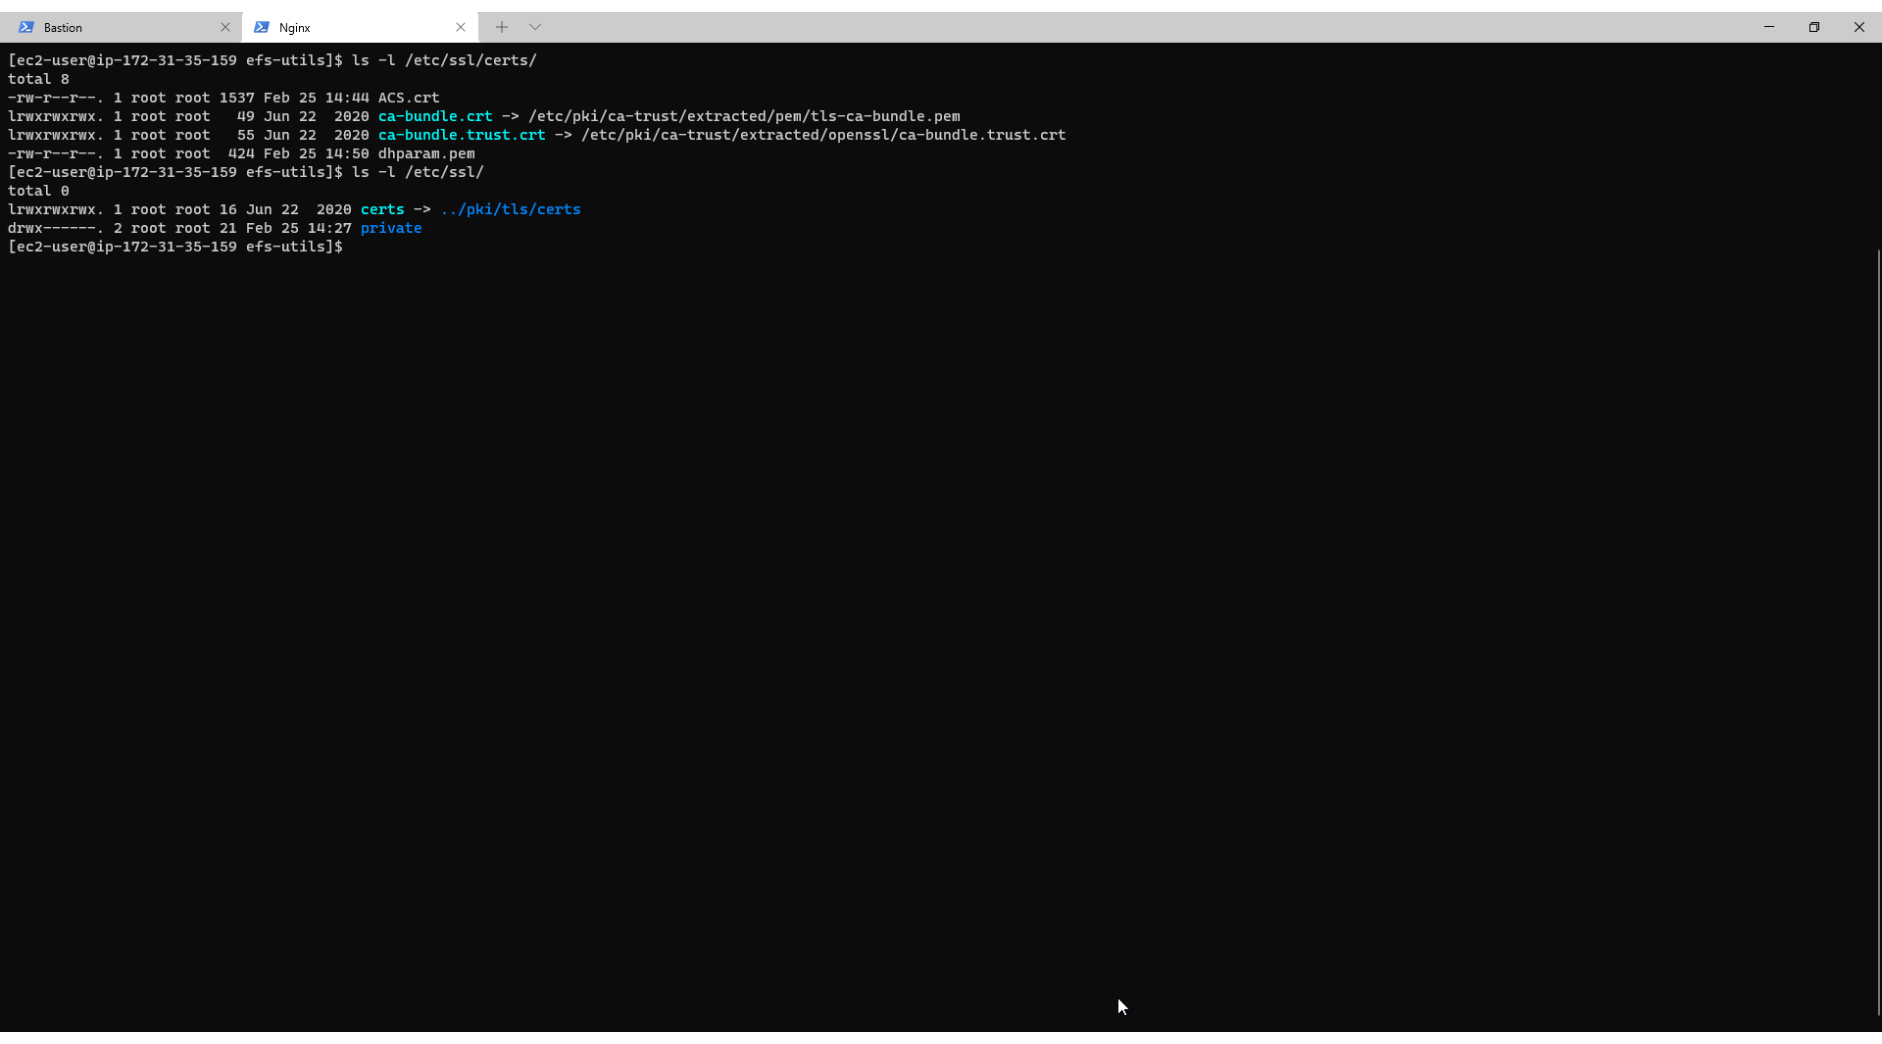 Bastion
Nginx
[ec2-user@ip-172-31-35-159 efs-utils]$ ls -l /etc/ssl/certs/
total 8
-rw-r--r--. 1 root root 1537 Feb 25 14:44 ACS.crt
lrwxrwxrwx. 1 root root   49 Jun 22  2020 ca-bundle.crt -> /etc/pki/ca-trust/extracted/pem/tls-ca-bundle.pem
lrwxrwxrwx. 1 root root   55 Jun 22  2020 ca-bundle.trust.crt -> /etc/pki/ca-trust/extracted/openssl/ca-bundle.trust.crt
-rw-r--r--. 1 root root  424 Feb 25 14:50 dhparam.pem
[ec2-user@ip-172-31-35-159 efs-utils]$ ls -l /etc/ssl/
total 0
lrwxrwxrwx. 1 root root 16 Jun 22  2020 certs -> ../pki/tls/certs
drwx------. 2 root root 21 Feb 25 14:27 private
[ec2-user@ip-172-31-35-159 efs-utils]$